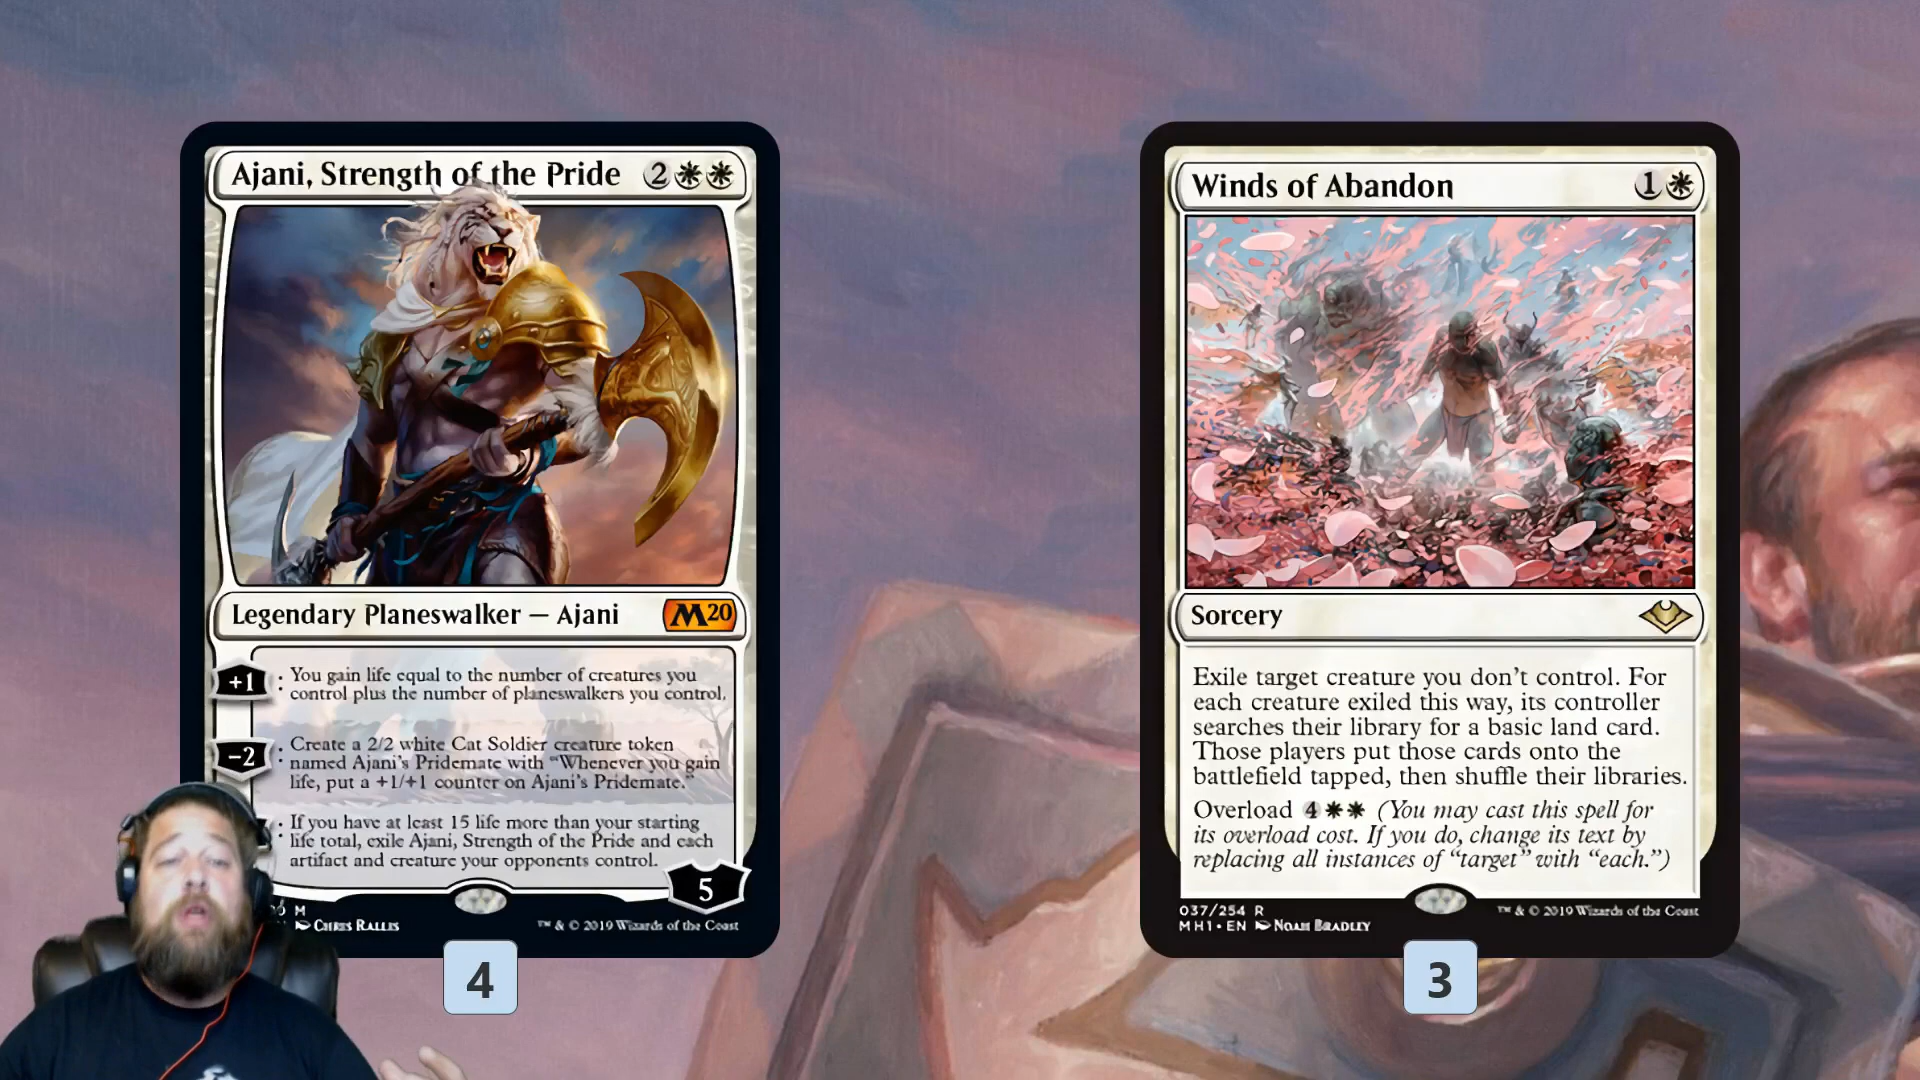 Ajani, Strength of the Pride 2
Legendary Planeswalker — Ajani M20
+1 : You gain life equal to the number of creatures you
control plus the number of planeswalkers you control.
−2 : Create a 2/2 white Cat Soldier creature token
named Ajani's Pridemate with "Whenever you gain
life, put a +1/+1 counter on Ajani's Pridemate."
: If you have at least 15 life more than your starting
life total, exile Ajani, Strength of the Pride and each
artifact and creature your opponents control.
5
M
Chris Rallis ™ & © 2019 Wizards of the Coast
4
Winds of Abandon 1
Sorcery
Exile target creature you don't control. For
each creature exiled this way, its controller
searches their library for a basic land card.
Those players put those cards onto the
battlefield tapped, then shuffle their libraries.
Overload 4 (You may cast this spell for
its overload cost. If you do, change its text by
replacing all instances of "target" with "each.")
037/254 R ™ & © 2019 Wizards of the Coast
MH1 • EN Noah Bradley
3